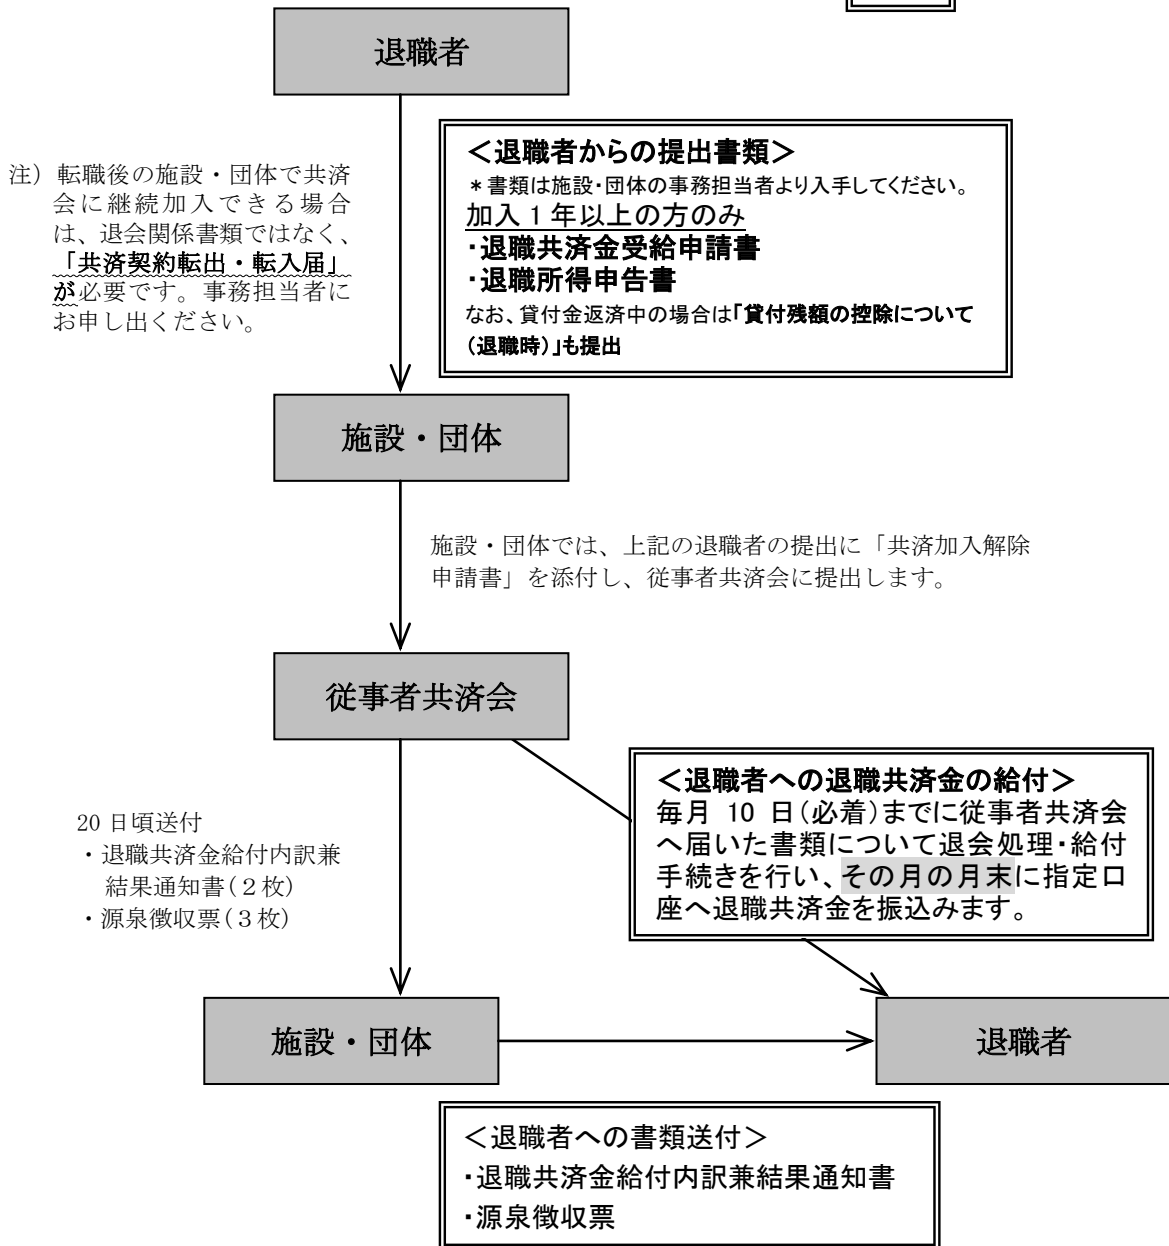 退職者
<退職者からの提出書類>
*書類は施設・団体の事務担当者より入手してください。
加入1年以上の方のみ
・退職共済金受給申請書
・退職所得申告書
なお、貸付金返済中の場合は「貸付残額の控除について
(退職時)」も提出
注）転職後の施設・団体で共済
会に継続加入できる場合
は、退会関係書類ではなく、
「共済契約転出・転入届」
が必要です。事務担当者に
お申し出ください。
施設・団体
施設・団体では、上記の退職者の提出に「共済加入解除
申請書」を添付し、従事者共済会に提出します。
従事者共済会
<退職者への退職共済金の給付>
毎月 10 日(必着)までに従事者共済会
へ届いた書類について退会処理・給付
手続きを行い、その月の月末に指定口
座へ退職共済金を振込みます。
20 日頃送付
・退職共済金給付内訳兼
結果通知書(２枚)
・源泉徴収票(３枚)
施設・団体
退職者
<退職者への書類送付>
・退職共済金給付内訳兼結果通知書
・源泉徴収票